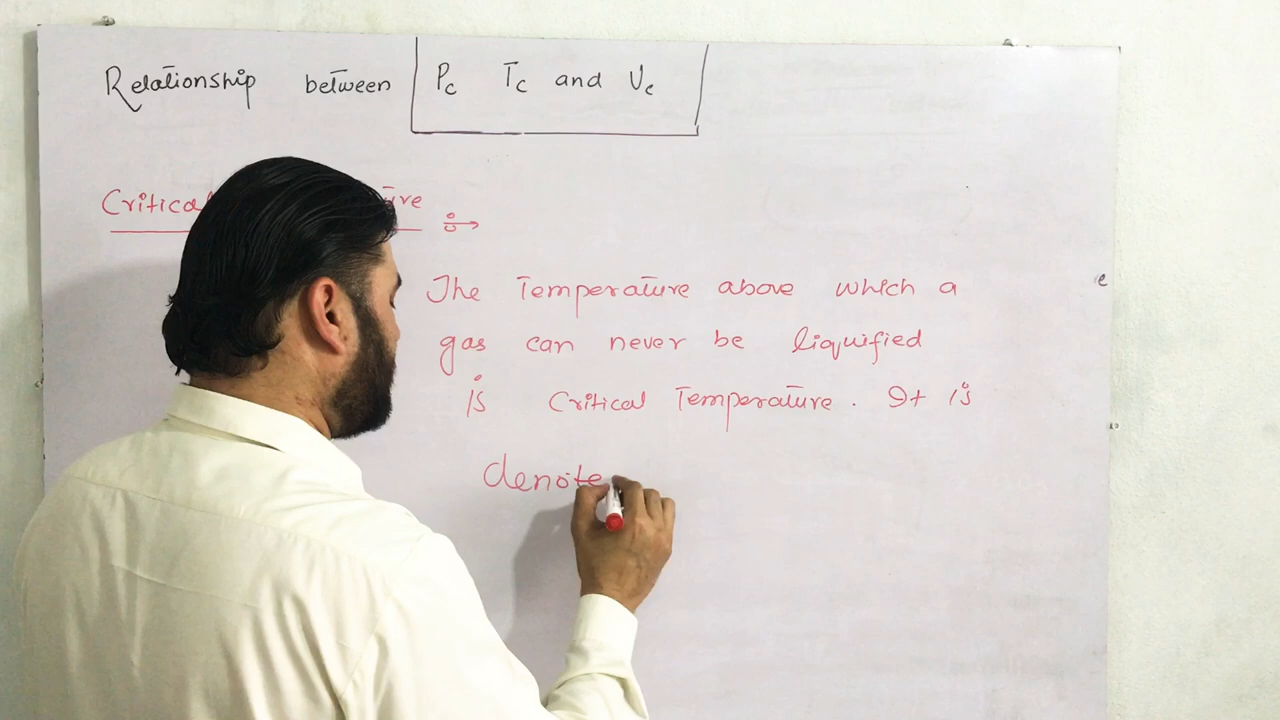 Relationship between Pc Tc and Vc
The Temperature above which a
gas can never be liquified
is Critical Temperature. It is
denote